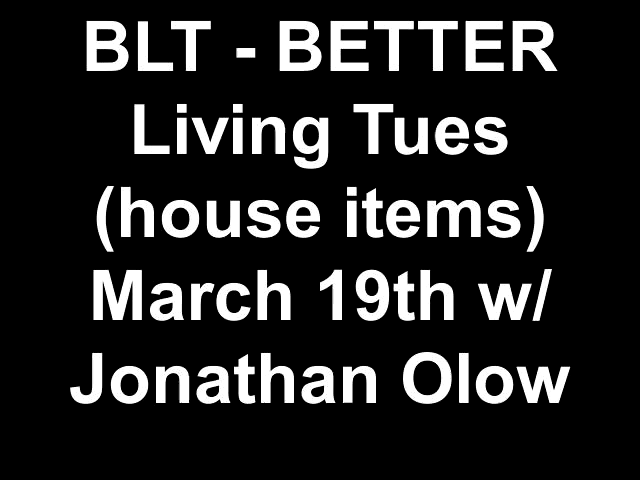 BLT - BETTER
Living Tues
(house items)
March 19th w/
Jonathan Olow